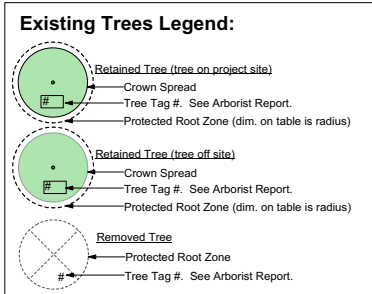 Existing Trees Legend:
Retained Tree (tree on project site)
Crown Spread
# Tree Tag #. See Arborist Report.
Protected Root Zone (dim. on table is radius)
Retained Tree (tree off site)
Crown Spread
# Tree Tag #. See Arborist Report.
Protected Root Zone (dim. on table is radius)
Removed Tree
Protected Root Zone
# Tree Tag #. See Arborist Report.